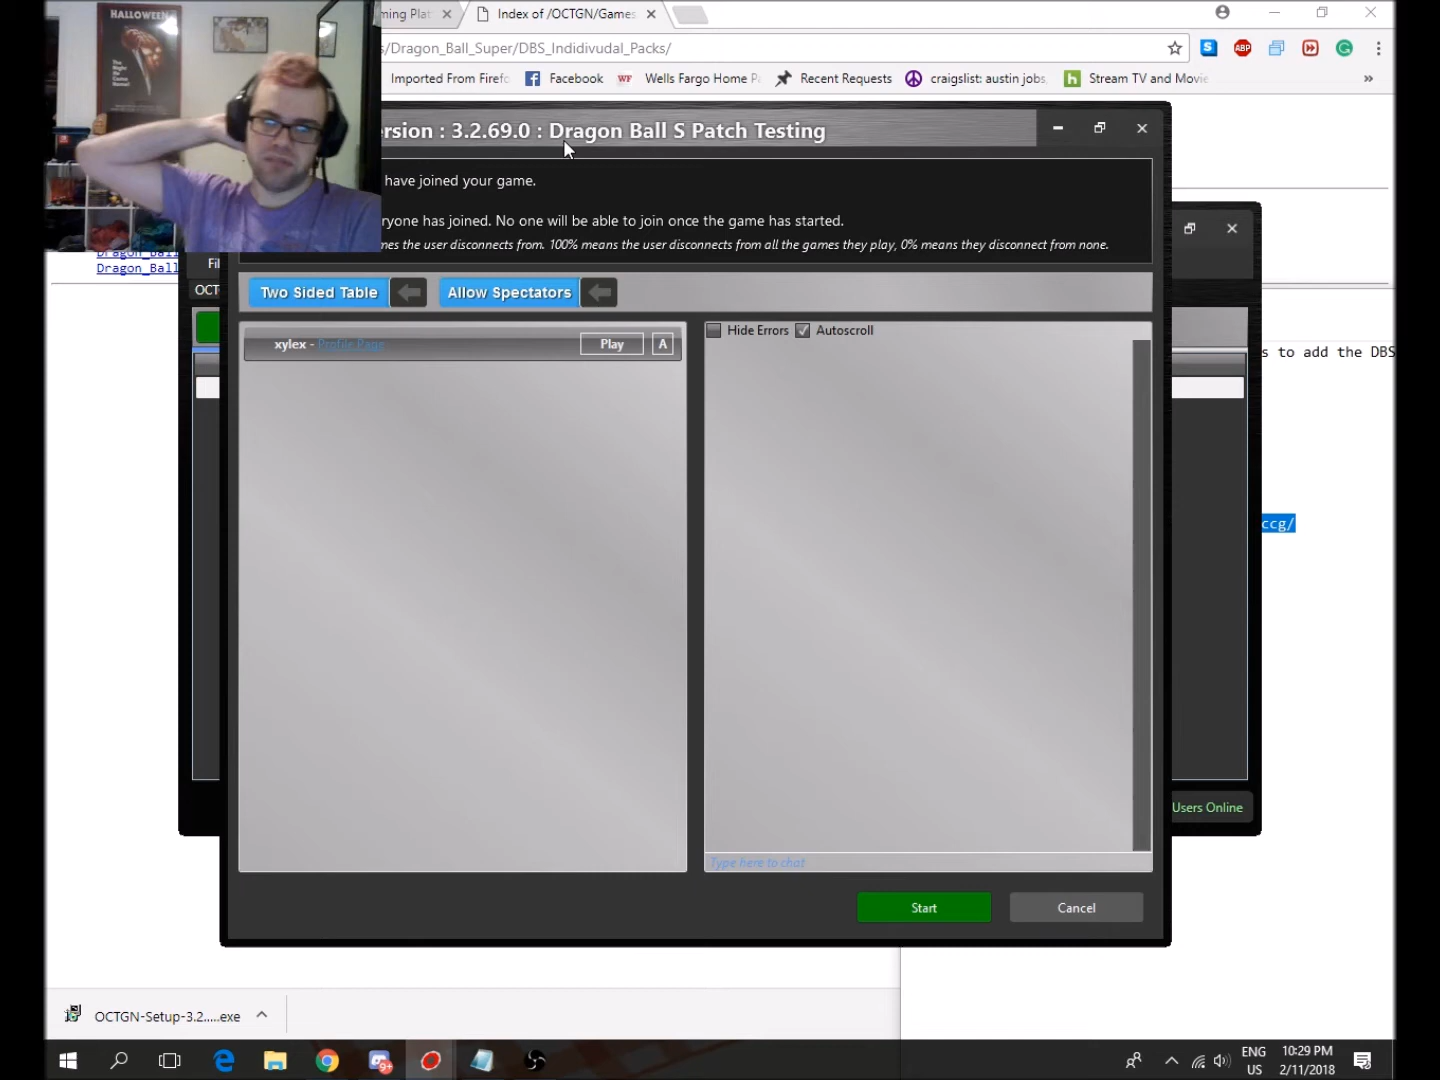 HALLOWEEN
ming Plat
Index of /OCTGN/Games
s/Dragon_Ball_Super/DBS_Indidivudal_Packs/
Imported From Firefo
Facebook
Wells Fargo Home P
Recent Requests
craigslist: austin jobs,
Stream TV and Movie
»
ersion : 3.2.69.0 : Dragon Ball S Patch Testing
have joined your game.
ryone has joined. No one will be able to join once the game has started.
mes the user disconnects from. 100% means the user disconnects from all the games they play, 0% means they disconnect from none.
Dragon_Ball
Dragon_Ball
Fil
OCT
Two Sided Table
Allow Spectators
xylex - Profile Page
Play
A
Hide Errors
Autoscroll
s to add the DBS
ccg/
Type here to chat
Users Online
Start
Cancel
OCTGN-Setup-3.2.....exe
9+
ENG
US
10:29 PM
2/11/2018